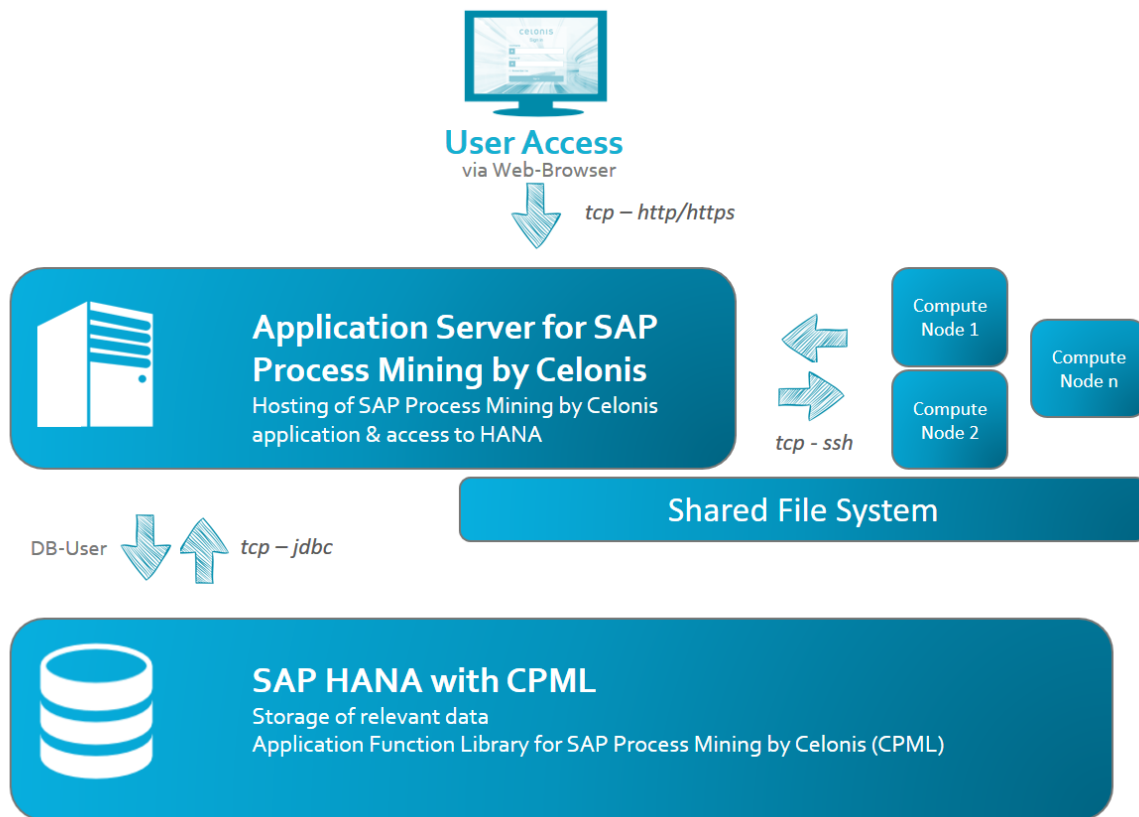 celonis
Sign in
User Access
via Web-Browser
tcp – http/https
Application Server for SAP
Process Mining by Celonis
Hosting of SAP Process Mining by Celonis
application & access to HANA
Compute
Node 1
Compute
Node n
Compute
Node 2
tcp - ssh
Shared File System
DB-User
tcp – jdbc
SAP HANA with CPML
Storage of relevant data
Application Function Library for SAP Process Mining by Celonis (CPML)